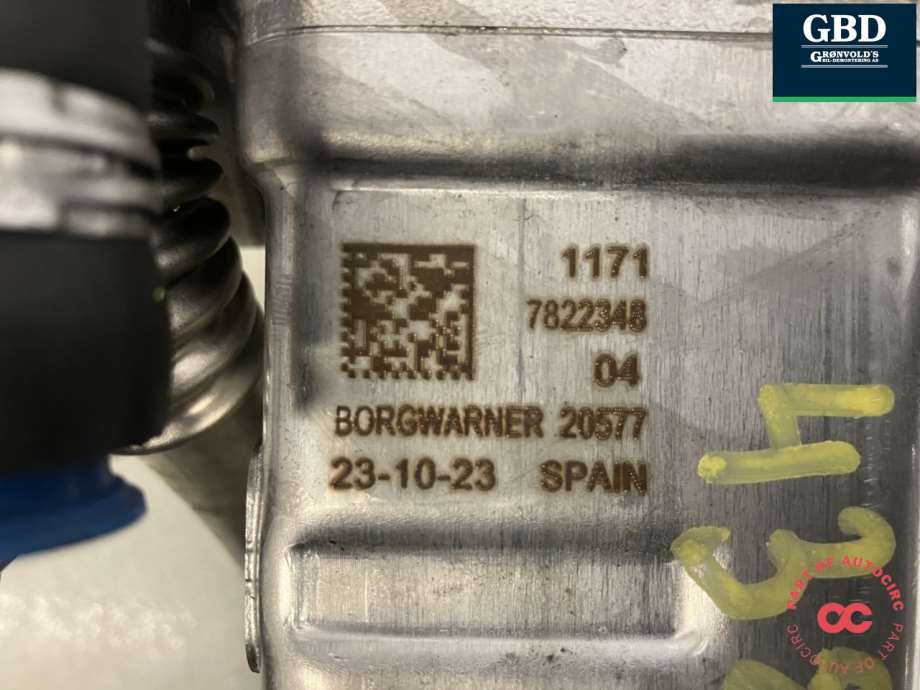 GBD
GRØNVOLD'S
BIL-DEMONTERING AS
1171
7822348
04
BORGWARNER 20577
23-10-23 SPAIN
PART OF AUTOCIRC
PART OF AUTOCIRC